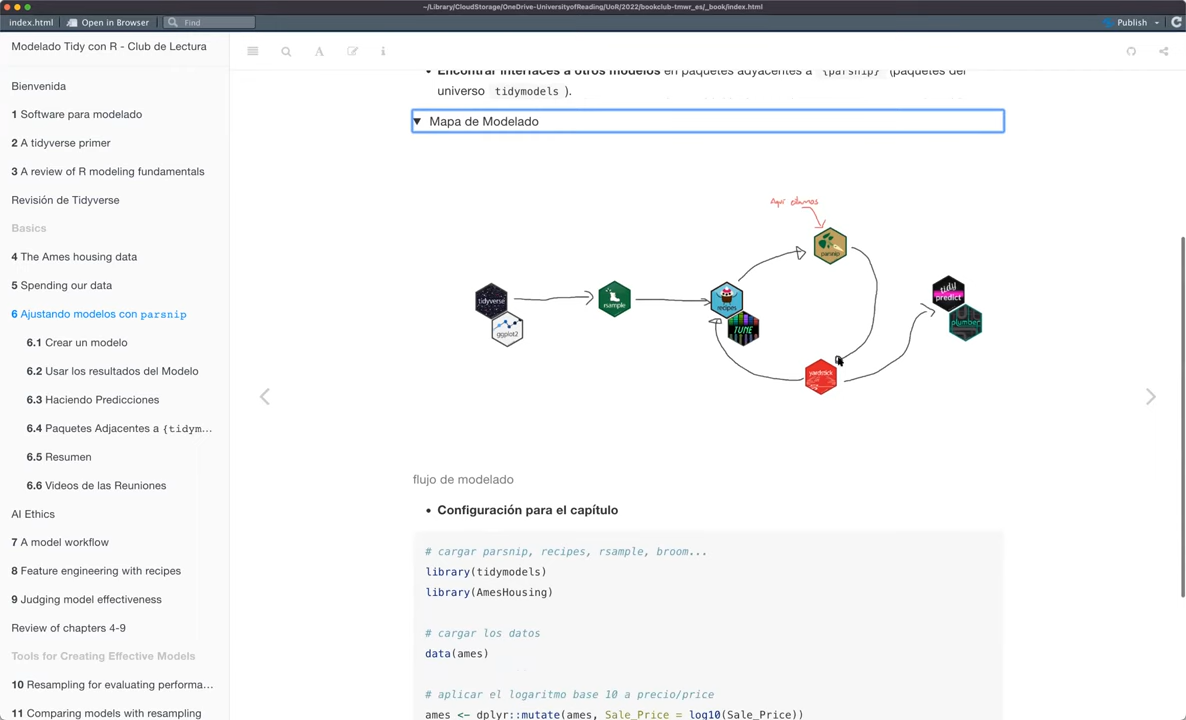 ~/Library/CloudStorage/OneDrive-UniversityofReading/UoR/2022/bookclub-tmwr_es/_book/index.html
index.html Open in Browser Find Publish
Modelado Tidy con R - Club de Lectura
Bienvenida
1 Software para modelado
2 A tidyverse primer
3 A review of R modeling fundamentals
Revisión de Tidyverse
Basics
4 The Ames housing data
5 Spending our data
6 Ajustando modelos con parsnip
6.1 Crear un modelo
6.2 Usar los resultados del Modelo
6.3 Haciendo Predicciones
6.4 Paquetes Adjacentes a {tidym...
6.5 Resumen
6.6 Videos de las Reuniones
AI Ethics
7 A model workflow
8 Feature engineering with recipes
9 Judging model effectiveness
Review of chapters 4-9
Tools for Creating Effective Models
10 Resampling for evaluating performa...
11 Comparing models with resampling
• Encontrar interfaces a otros modelos en paquetes adyacentes a {parsnip} (paquetes del
universo tidymodels ).
▼ Mapa de Modelado
Aquí estamos
parsnip
tidyverse
ggplot2
rsample
recipes
TUNE
yardstick
tidy
predict
plumber
flujo de modelado
• Configuración para el capítulo
# cargar parsnip, recipes, rsample, broom...
library(tidymodels)
library(AmesHousing)
# cargar los datos
data(ames)
# aplicar el logaritmo base 10 a precio/price
ames <- dplyr::mutate(ames, Sale_Price = log10(Sale_Price))